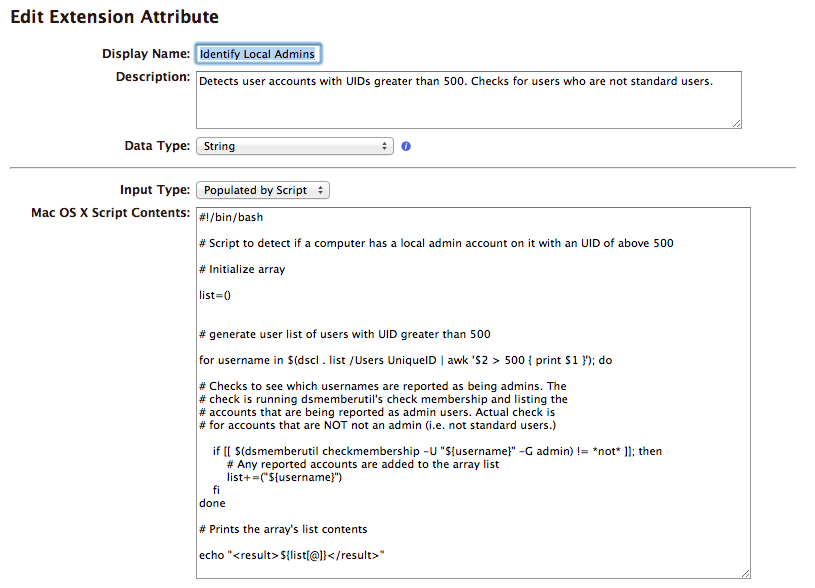 Edit Extension Attribute
Display Name: Identify Local Admins
Description: Detects user accounts with UIDs greater than 500. Checks for users who are not standard users.
Data Type: String
Input Type: Populated by Script
Mac OS X Script Contents: #!/bin/bash
# Script to detect if a computer has a local admin account on it with an UID of above 500
# Initialize array
list=()
# generate user list of users with UID greater than 500
for username in $(dscl . list /Users UniqueID | awk '$2 > 500 { print $1 }'); do
# Checks to see which usernames are reported as being admins. The
# check is running dsmemberutil's check membership and listing the
# accounts that are being reported as admin users. Actual check is
# for accounts that are NOT not an admin (i.e. not standard users.)
if [[ $(dsmemberutil checkmembership -U "${username}" -G admin) != *not* ]]; then
# Any reported accounts are added to the array list
list+=("${username}")
fi
done
# Prints the array's list contents
echo "<result>${list[@]}</result>"